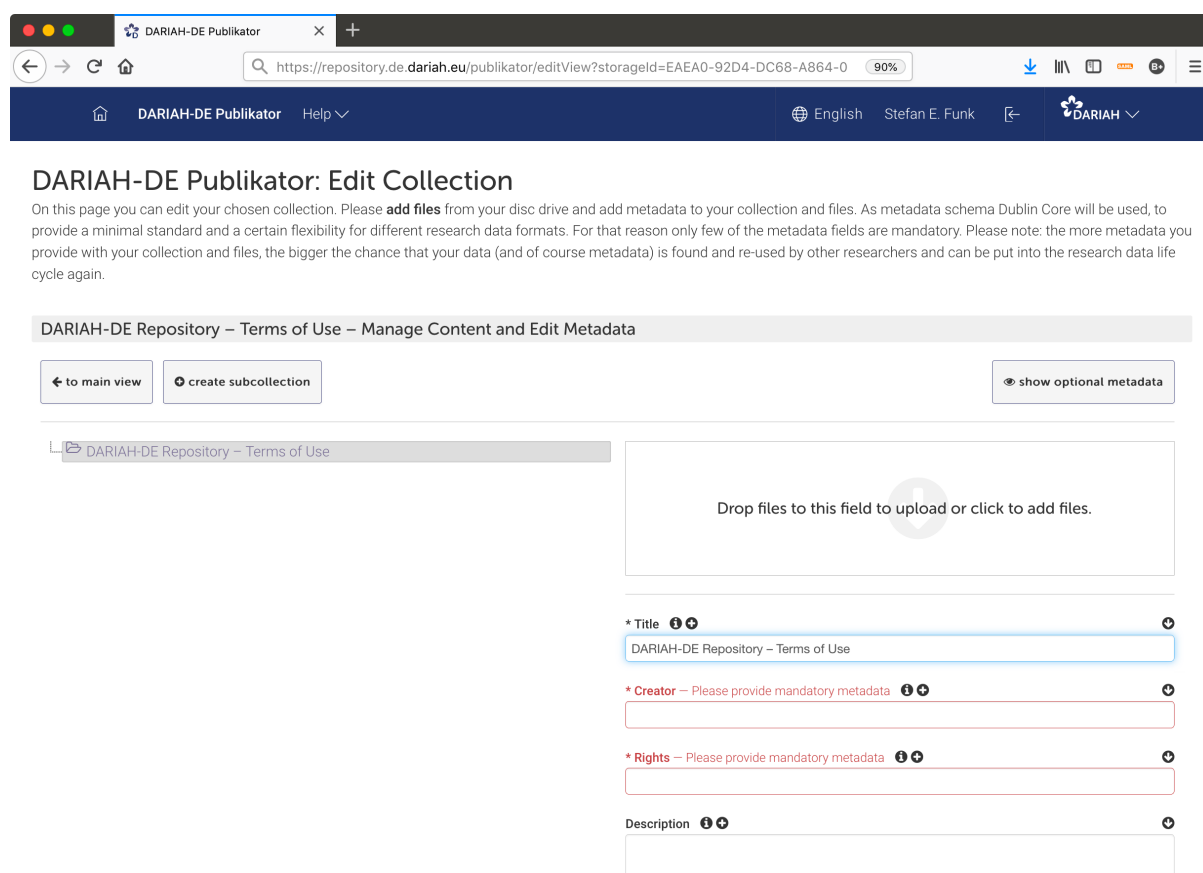 DARIAH-DE Publikator
https://repository.de.dariah.eu/publikator/editView?storageId=EAEA0-92D4-DC68-A864-0 90%
DARIAH-DE Publikator Help English Stefan E. Funk DARIAH
DARIAH-DE Publikator: Edit Collection
On this page you can edit your chosen collection. Please add files from your disc drive and add metadata to your collection and files. As metadata schema Dublin Core will be used, to
provide a minimal standard and a certain flexibility for different research data formats. For that reason only few of the metadata fields are mandatory. Please note: the more metadata you
provide with your collection and files, the bigger the chance that your data (and of course metadata) is found and re-used by other researchers and can be put into the research data life
cycle again.
DARIAH-DE Repository – Terms of Use – Manage Content and Edit Metadata
to main view create subcollection show optional metadata
DARIAH-DE Repository – Terms of Use
Drop files to this field to upload or click to add files.
* Title
DARIAH-DE Repository – Terms of Use
* Creator — Please provide mandatory metadata
* Rights — Please provide mandatory metadata
Description